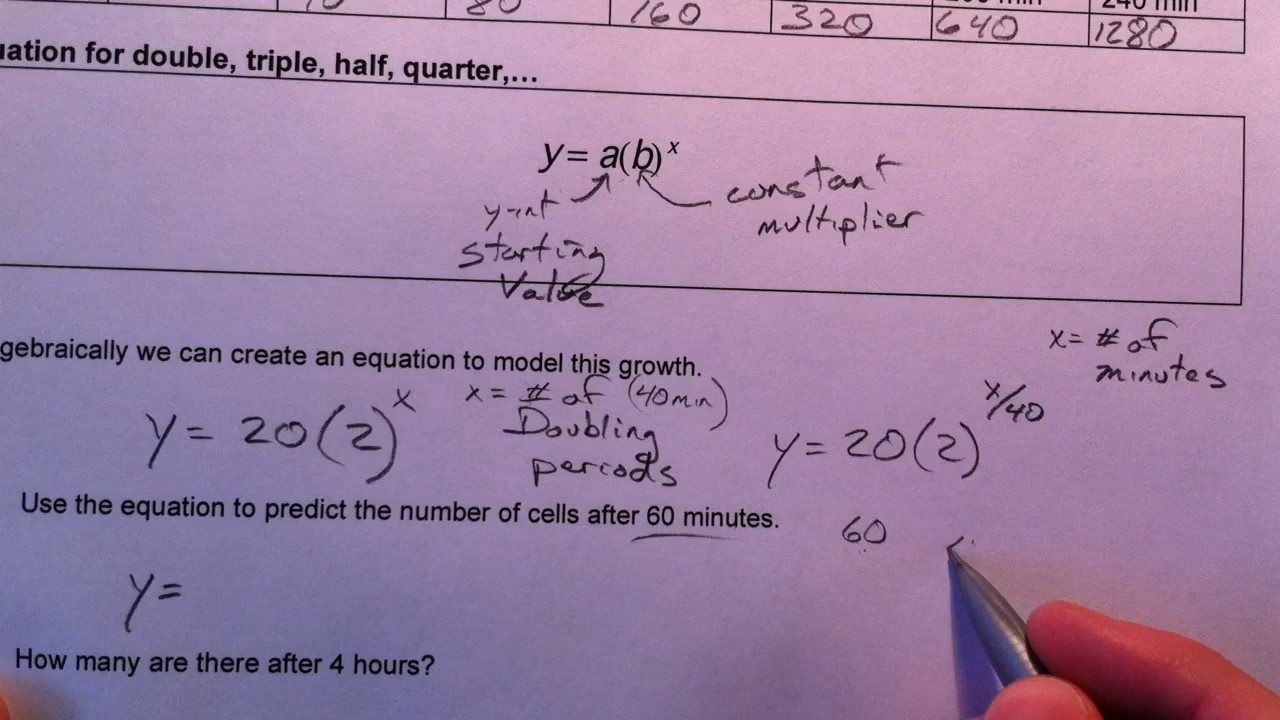 80 160 320 640 1280
uation for double, triple, half, quarter,...
y = a(b)^x
y-int
starting
value
constant
multiplier
gebraically we can create an equation to model this growth.
x = # of
minutes
y = 20(2)^x
x = # of (40min)
Doubling
periods
y = 20(2)^x/40
Use the equation to predict the number of cells after 60 minutes.
60
y =
How many are there after 4 hours?